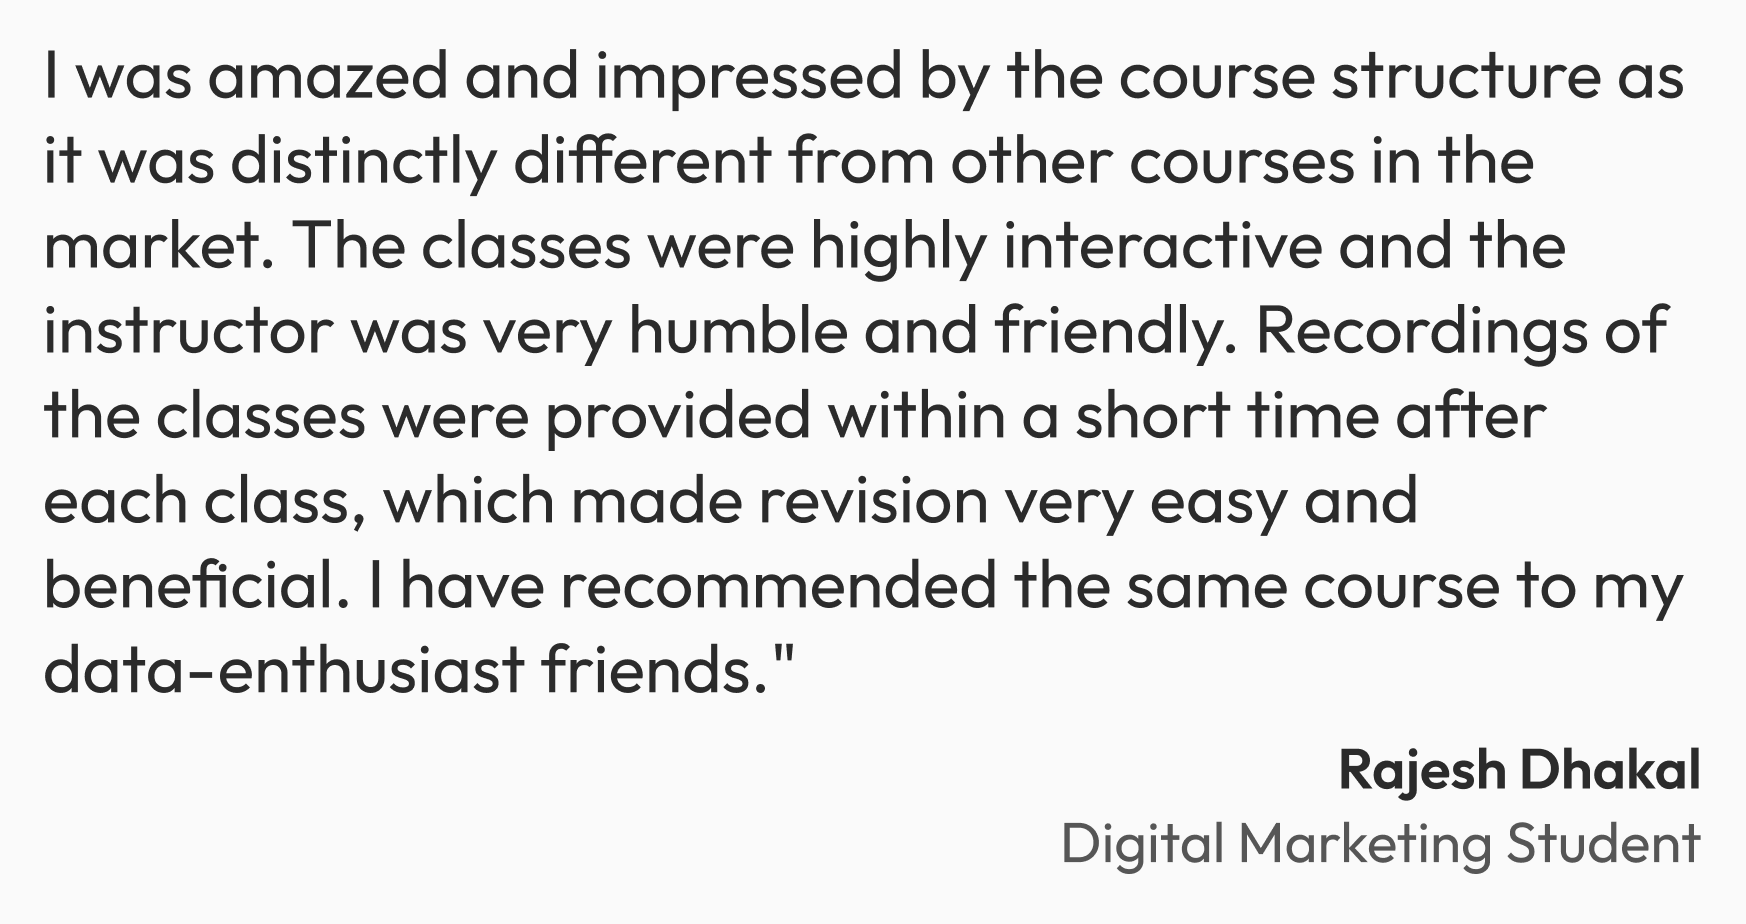 I was amazed and impressed by the course structure as
it was distinctly different from other courses in the
market. The classes were highly interactive and the
instructor was very humble and friendly. Recordings of
the classes were provided within a short time after
each class, which made revision very easy and
beneficial. I have recommended the same course to my
data-enthusiast friends."
Rajesh Dhakal
Digital Marketing Student